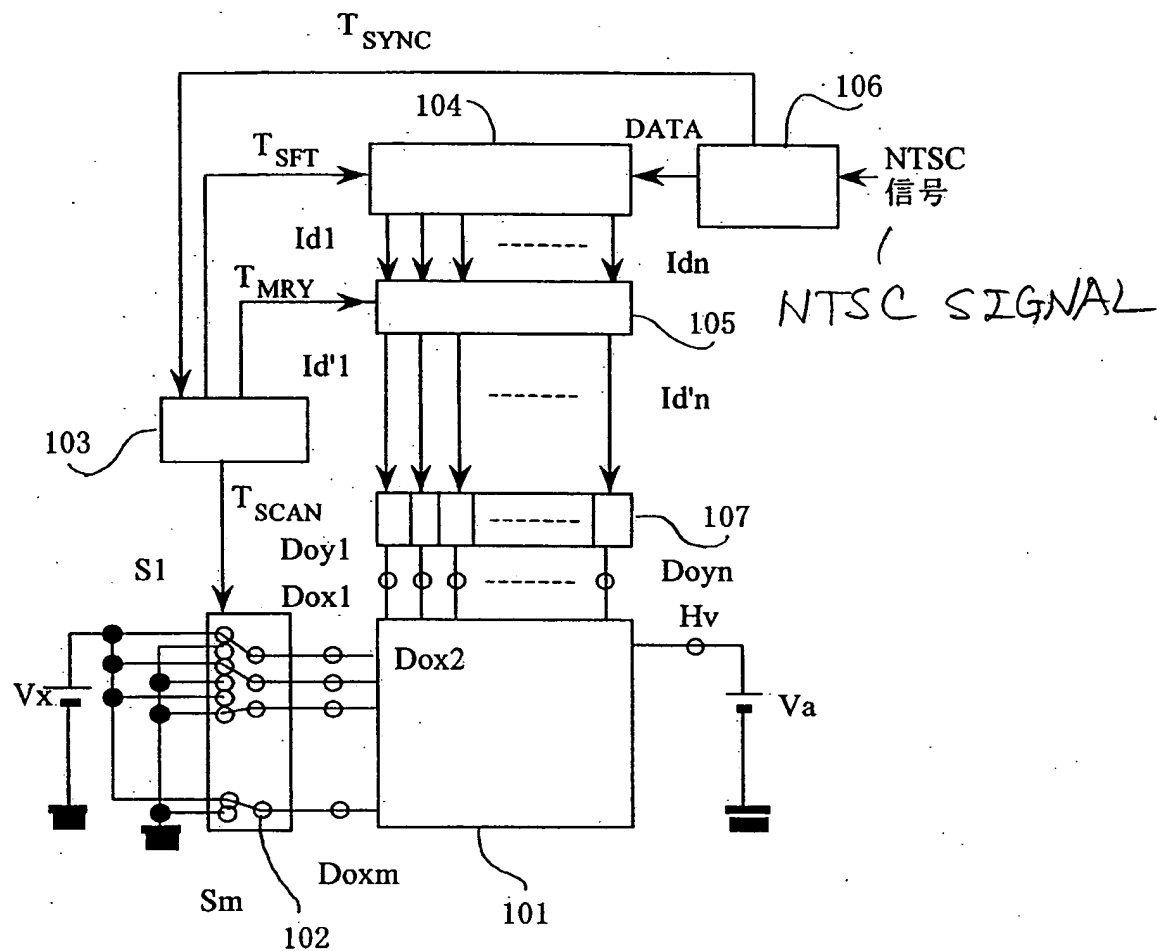 T SYNC
106
104
DATA
T SFT
NTSC
信号
Id1
Idn
T MRY
NTSC SIGNAL
105
Id'1
Id'n
103
T SCAN
107
Doy1
Doyn
S1
Dox1
Hv
Dox2
Vx
Va
Doxm
Sm
101
102